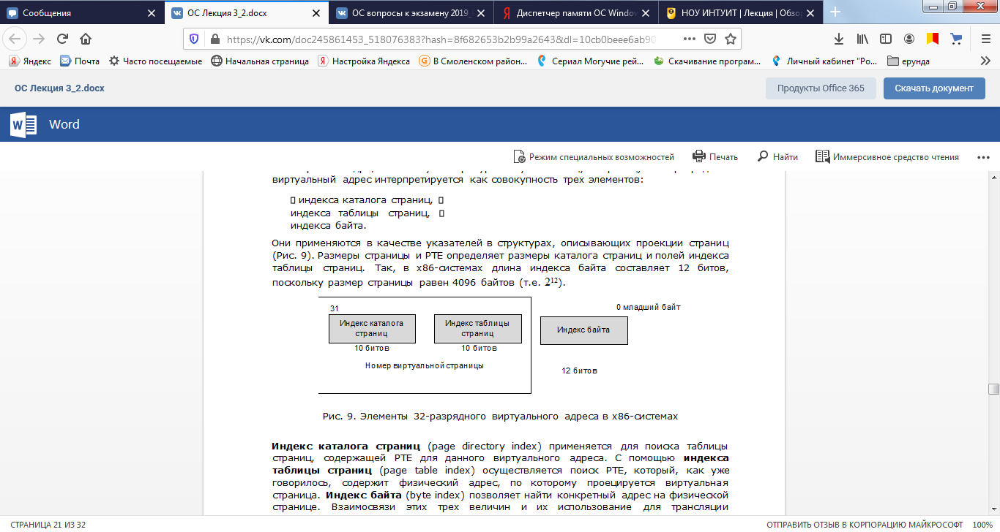 Сообщения
ОС Лекция 3_2.docx
ОС вопросы к экзамену 2019_
Диспетчер памяти ОС Window
НОУ ИНТУИТ | Лекция | Обзо
https://vk.com/doc245861453_518076383?hash=8f682653b2b99a2643&dl=10cb0beee6ab90
Яндекс
Почта
Часто посещаемые
Начальная страница
Настройка Яндекса
В Смоленском район...
Сериал Могучие рей...
Скачивание програм...
Личный кабинет "Ро...
ерунда
ОС Лекция 3_2.docx
Продукты Office 365
Скачать документ
Word
Режим специальных возможностей
Печать
Найти
Иммерсивное средство чтения
виртуальный адрес интерпретируется как совокупность трех элементов:
индекса каталога страниц,
индекса таблицы страниц,
индекса байта.
Они применяются в качестве указателей в структурах, описывающих проекции страниц
(Рис. 9). Размеры страницы и PTE определяет размеры каталога страниц и полей индекса
таблицы страниц. Так, в x86-системах длина индекса байта составляет 12 битов,
поскольку размер страницы равен 4096 байтов (т.е. 2¹²).
31
0 младший байт
Индекс каталога
страниц
Индекс таблицы
страниц
Индекс байта
10 битов
10 битов
Номер виртуальной страницы
12 битов
Рис. 9. Элементы 32-разрядного виртуального адреса в x86-системах
Индекс каталога страниц (page directory index) применяется для поиска таблицы
страниц, содержащей PTE для данного виртуального адреса. С помощью индекса
таблицы страниц (page table index) осуществляется поиск PTE, который, как уже
говорилось, содержит физический адрес, по которому проецируется виртуальная
страница. Индекс байта (byte index) позволяет найти конкретный адрес на физической
странице. Взаимосвязи этих трех величин и их использование для трансляции
СТРАНИЦА 21 ИЗ 32
ОТПРАВИТЬ ОТЗЫВ В КОРПОРАЦИЮ МАЙКРОСОФТ
100%